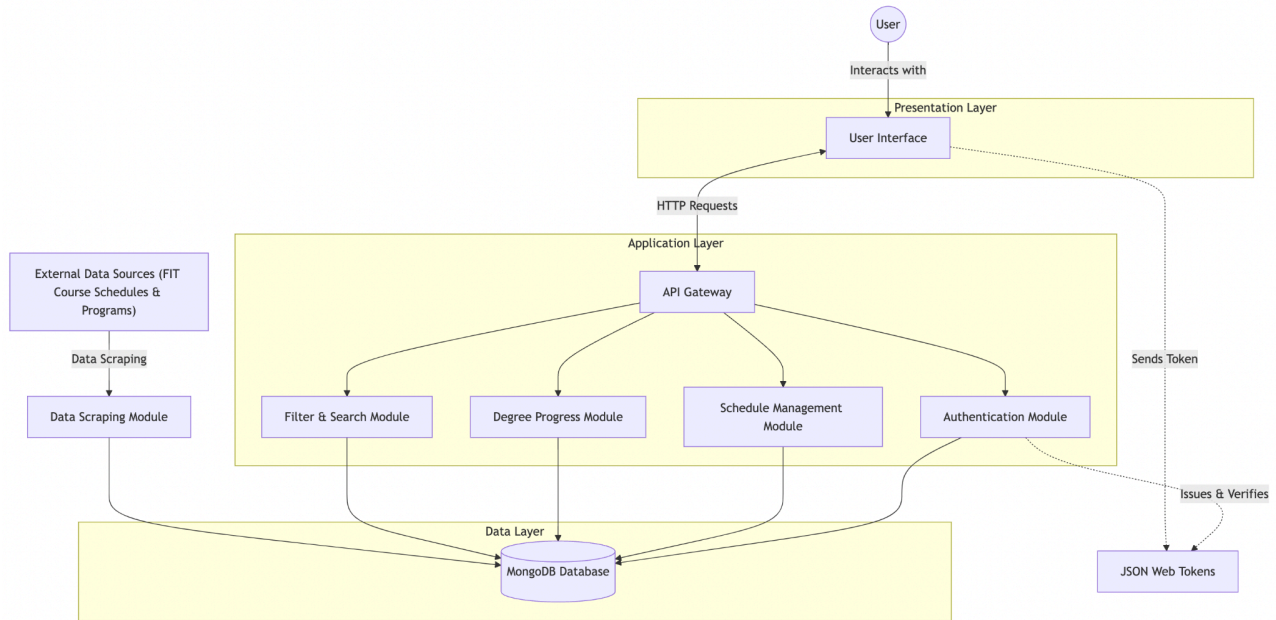 User
Interacts with
Presentation Layer
User Interface
HTTP Requests
Application Layer
External Data Sources (FIT
Course Schedules &
Programs)
API Gateway
Data Scraping
Sends Token
Data Scraping Module
Filter & Search Module
Degree Progress Module
Schedule Management
Module
Authentication Module
Issues & Verifies
Data Layer
MongoDB Database
JSON Web Tokens